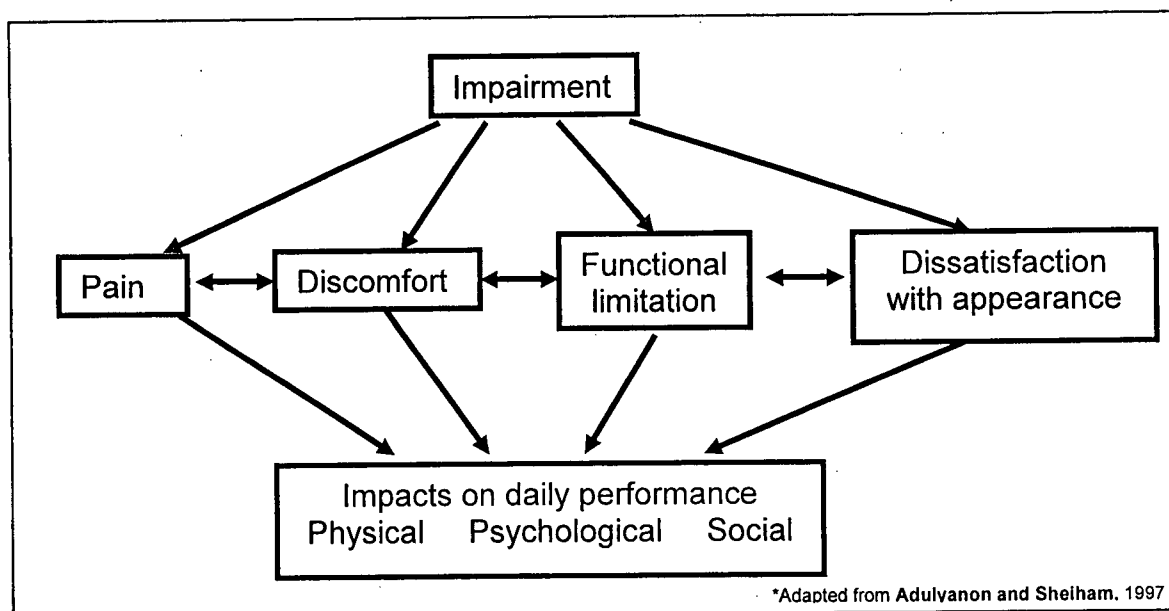 Impairment
Pain
Discomfort
Functional
limitation
Dissatisfaction
with appearance
Impacts on daily performance
Physical Psychological Social
*Adapted from Adulyanon and Sheiham, 1997